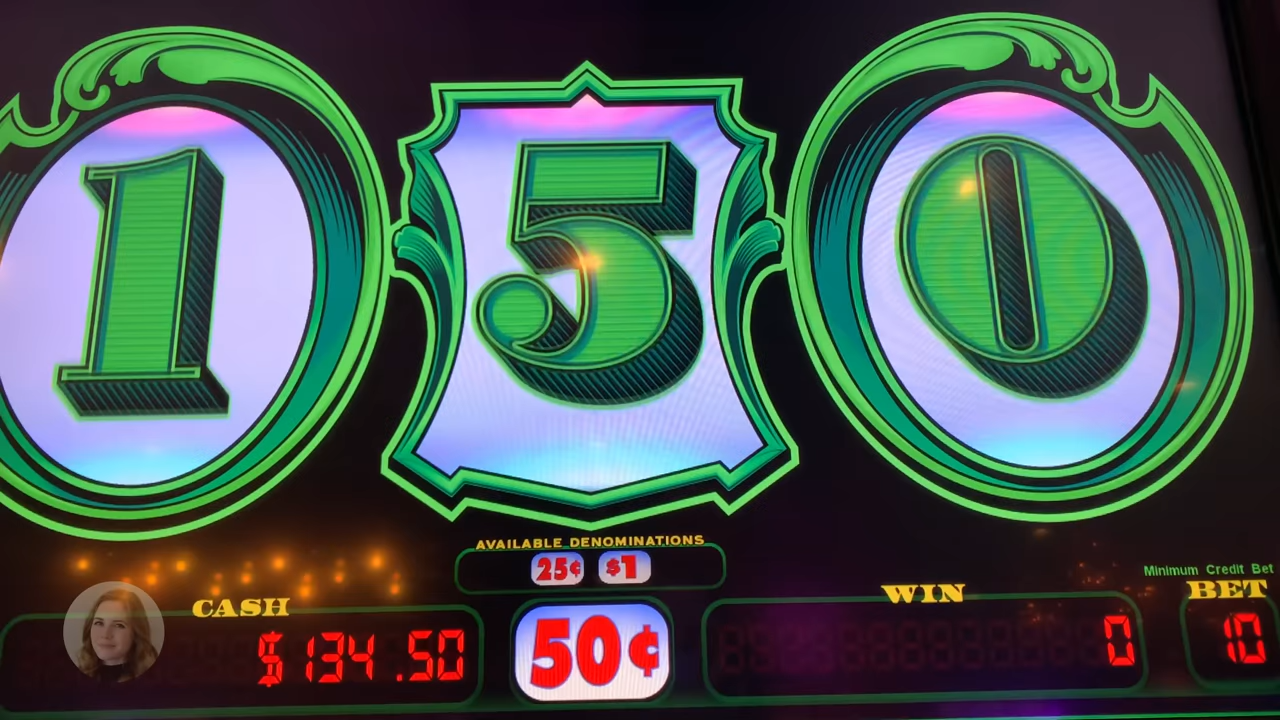 1 5 0
AVAILABLE DENOMINATIONS
25¢ $1
Minimum Credit Bet
CASH
WIN
BET
$134.50
50¢
0
10